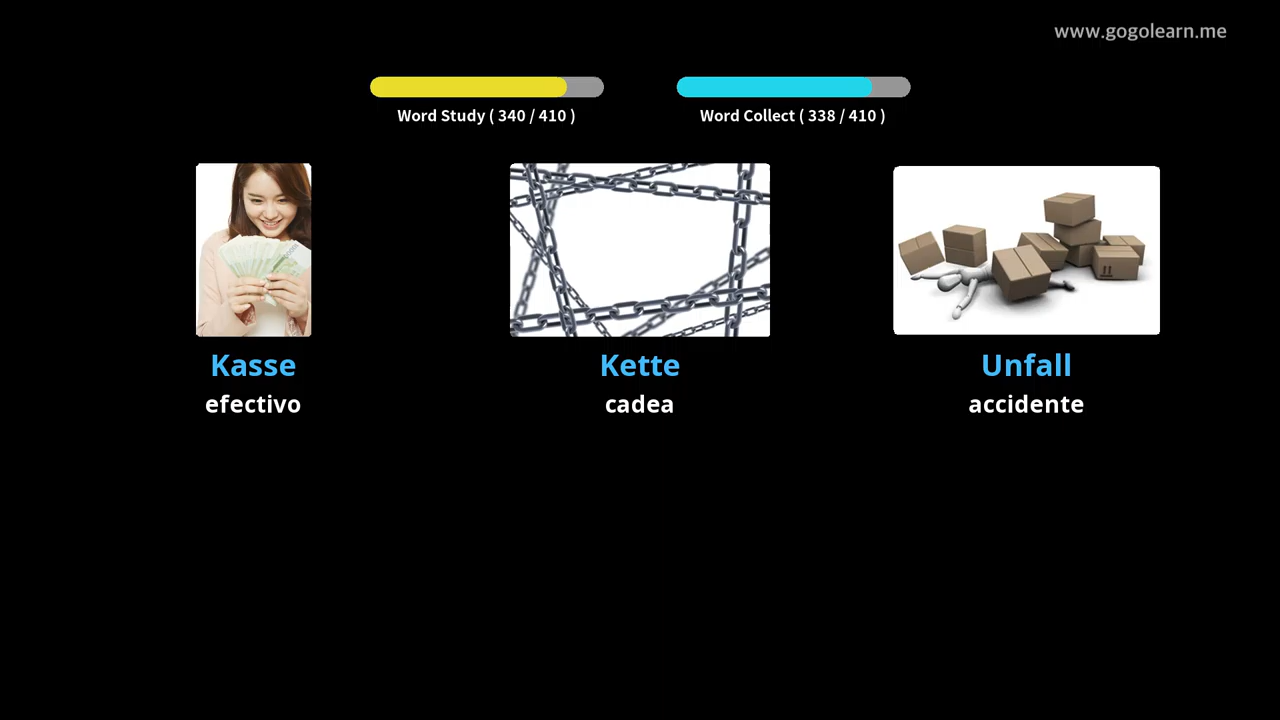 www.gogolearn.me
Word Study ( 340 / 410 )
Word Collect ( 338 / 410 )
Kasse
efectivo
Kette
cadea
Unfall
accidente